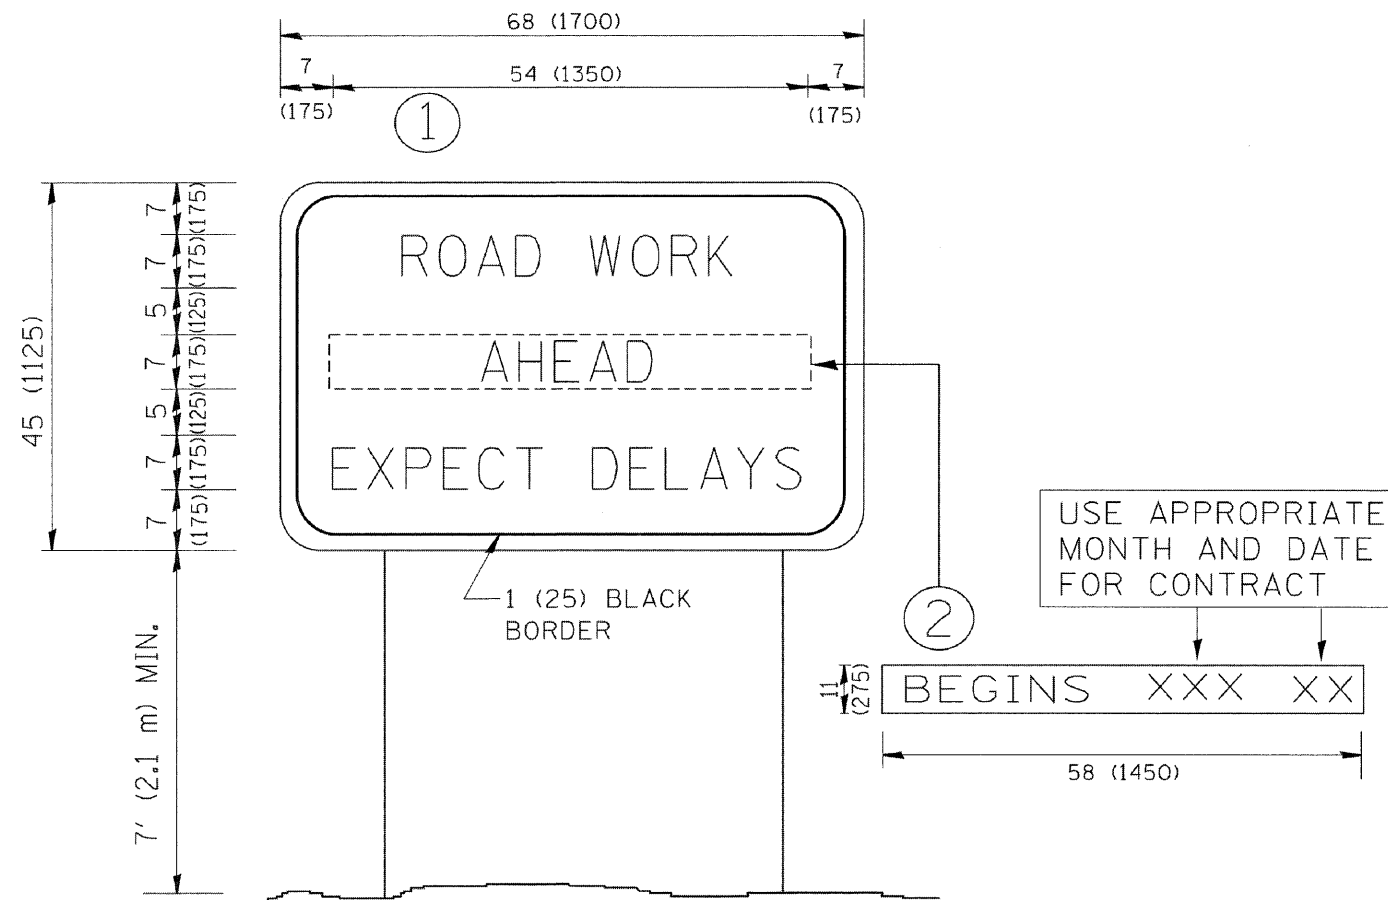 68 (1700)
7 54 (1350) 7
(175) (175)
1
7 (175)
7 (175)
5 (125)
7 (175)
5 (125)
7 (175)
7 (175)
45 (1125)
ROAD WORK
AHEAD
EXPECT DELAYS
1 (25) BLACK
BORDER
7' (2.1 m) MIN.
USE APPROPRIATE
MONTH AND DATE
FOR CONTRACT
2
11
(275)
BEGINS XXX XX
58 (1450)